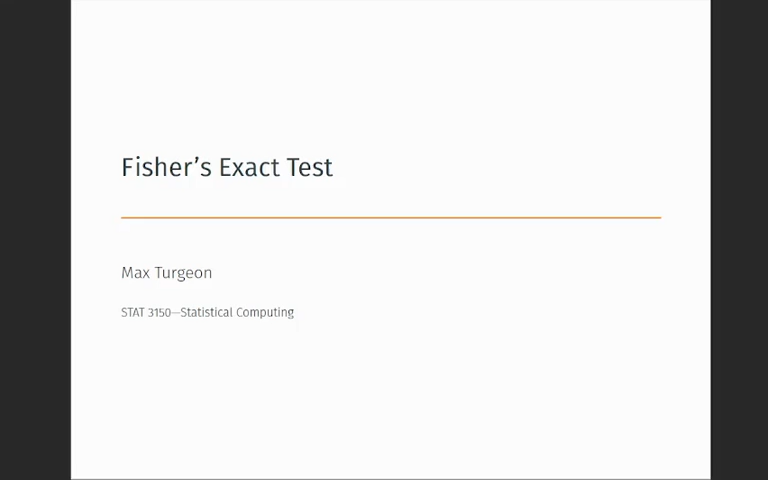 Fisher’s Exact Test
Max Turgeon
STAT 3150—Statistical Computing